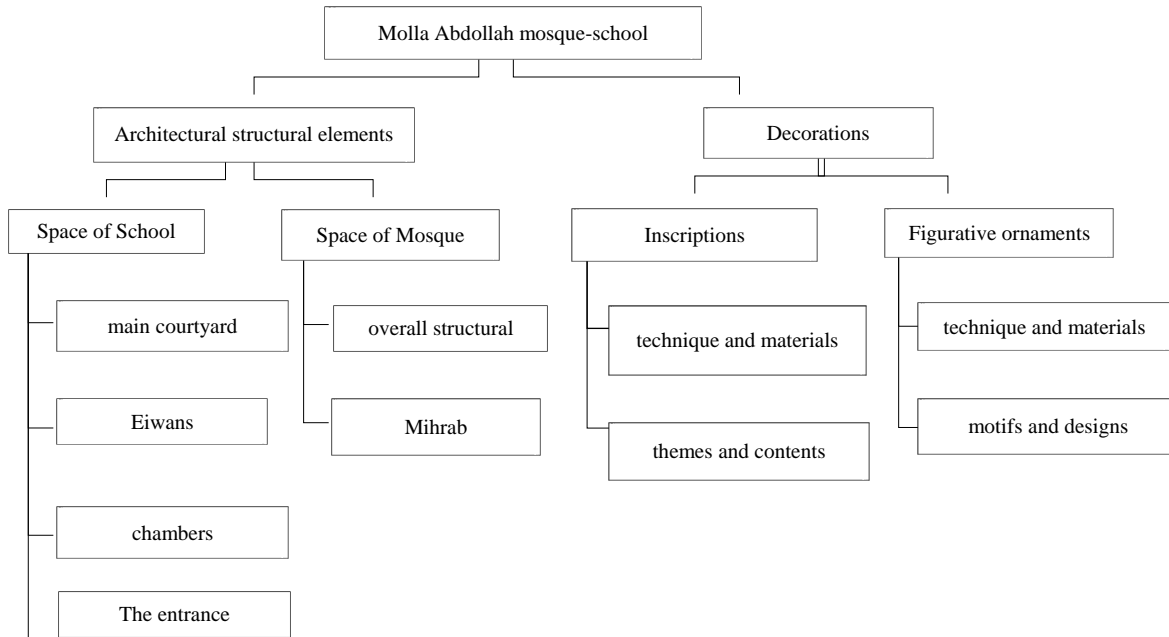 Molla Abdollah mosque-school
Architectural structural elements
Decorations
Space of School
Space of Mosque
Inscriptions
Figurative ornaments
main courtyard
overall structural
technique and materials
technique and materials
Eiwans
Mihrab
themes and contents
motifs and designs
chambers
The entrance